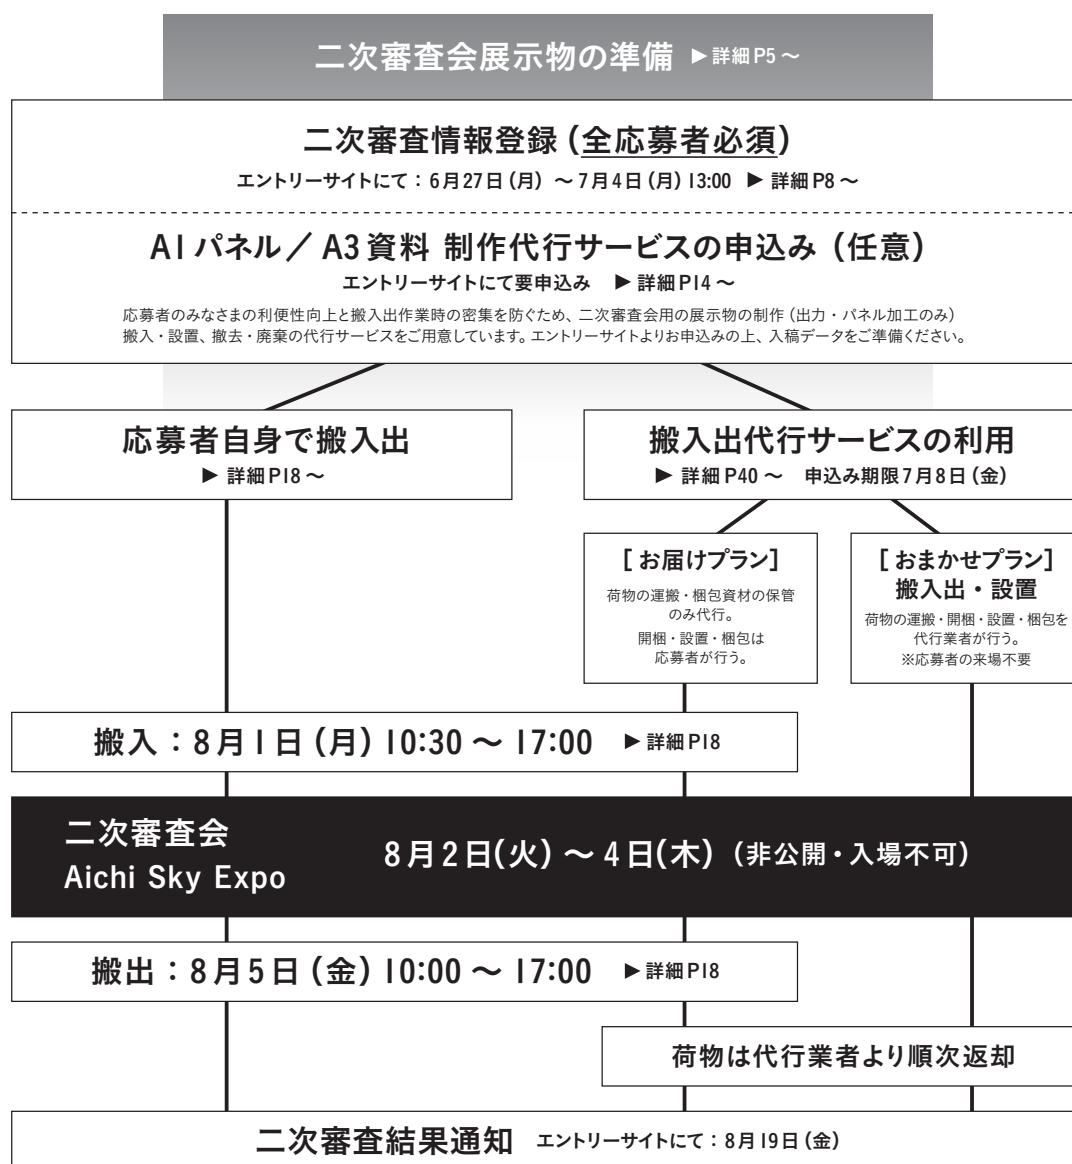 二次審査会展示物の準備 ▶詳細P5～
二次審査情報登録（全応募者必須）
エントリーサイトにて：6月27日（月）～7月4日（月）13:00 ▶ 詳細P8～
A1パネル／A3資料 制作代行サービスの申込み（任意）
エントリーサイトにて要申込み ▶ 詳細P14～
応募者のみなさまの利便性向上と搬入出作業時の密集を防ぐため、二次審査会用の展示物の制作（出力・パネル加工のみ）
搬入・設置、撤去・廃棄の代行サービスをご用意しています。エントリーサイトよりお申込みの上、入稿データをご準備ください。
応募者自身で搬入出
▶ 詳細P18～
搬入出代行サービスの利用
▶ 詳細P40～ 申込み期限7月8日（金）
［お届けプラン］
荷物の運搬・梱包資材の保管
のみ代行。
開梱・設置・梱包は
応募者が行う。
［おまかせプラン］
搬入出・設置
荷物の運搬・開梱・設置・梱包を
代行業者が行う。
※応募者の来場不要
搬入：8月1日（月）10:30～17:00 ▶詳細P18
二次審査会
Aichi Sky Expo
8月2日(火)～4日(木)（非公開・入場不可）
搬出：8月5日（金）10:00～17:00 ▶詳細P18
荷物は代行業者より順次返却
二次審査結果通知 エントリーサイトにて：8月19日（金）